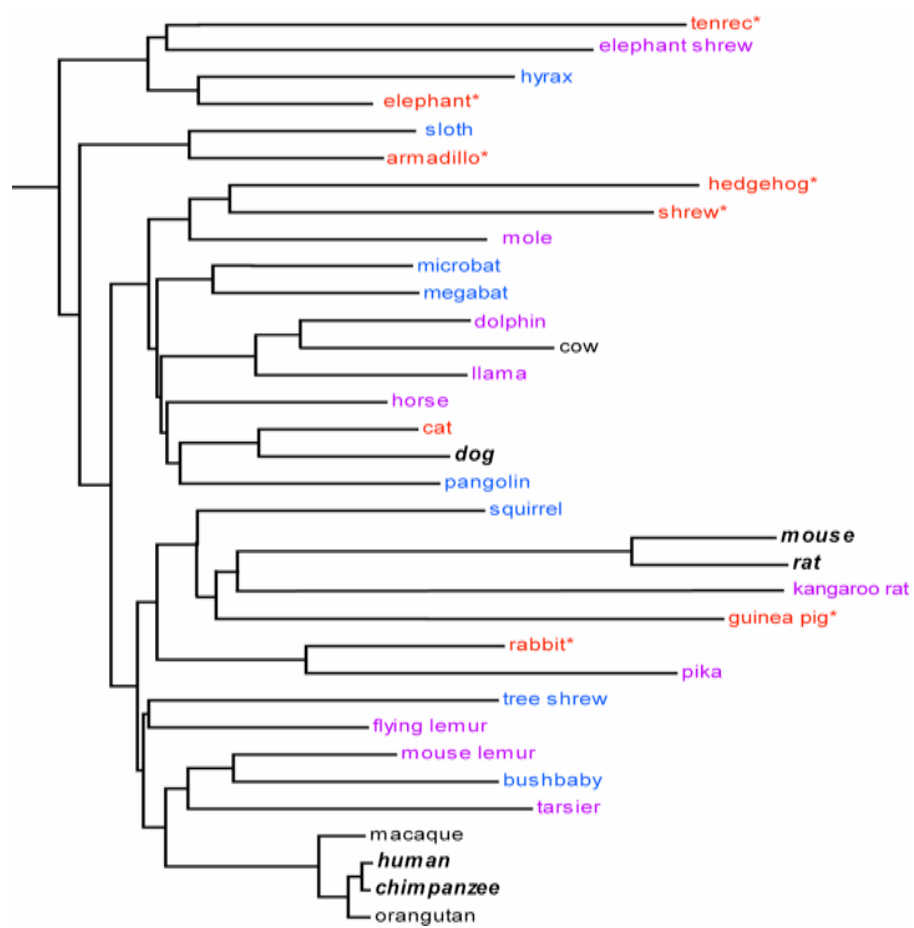 tenrec*
elephant shrew
hyrax
elephant*
sloth
armadillo*
hedgehog*
shrew*
mole
microbat
megabat
dolphin
cow
llama
horse
cat
dog
pangolin
squirrel
mouse
rat
kangaroo rat
guinea pig*
rabbit*
pika
tree shrew
flying lemur
mouse lemur
bushbaby
tarsier
macaque
human
chimpanzee
orangutan